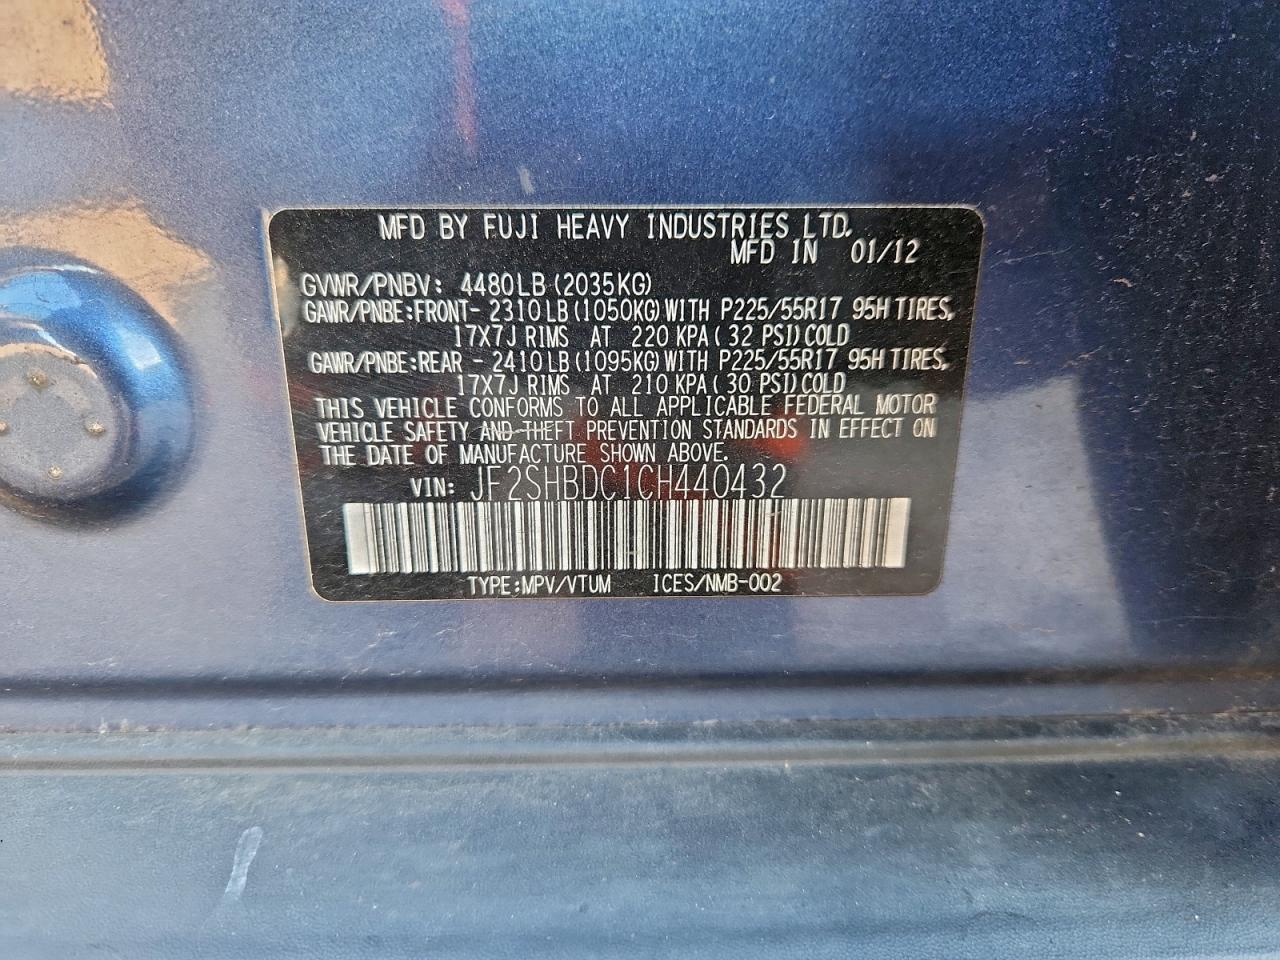 MFD BY FUJI HEAVY INDUSTRIES LTD.
MFD IN 01/12
GVWR/PNBV: 4480LB (2035KG)
GAWR/PNBE:FRONT- 2310LB (1050KG) WITH P225/55R17 95H TIRES,
17X7J RIMS AT 220 KPA ( 32 PSI) COLD
GAWR/PNBE:REAR - 2410LB (1095KG) WITH P225/55R17 95H TIRES,
17X7J RIMS AT 210 KPA ( 30 PSI) COLD
THIS VEHICLE CONFORMS TO ALL APPLICABLE FEDERAL MOTOR
VEHICLE SAFETY AND THEFT PREVENTION STANDARDS IN EFFECT ON
THE DATE OF MANUFACTURE SHOWN ABOVE.
VIN: JF2SHBDC1CH440432
TYPE:MPV/VTUM ICES/NMB-002